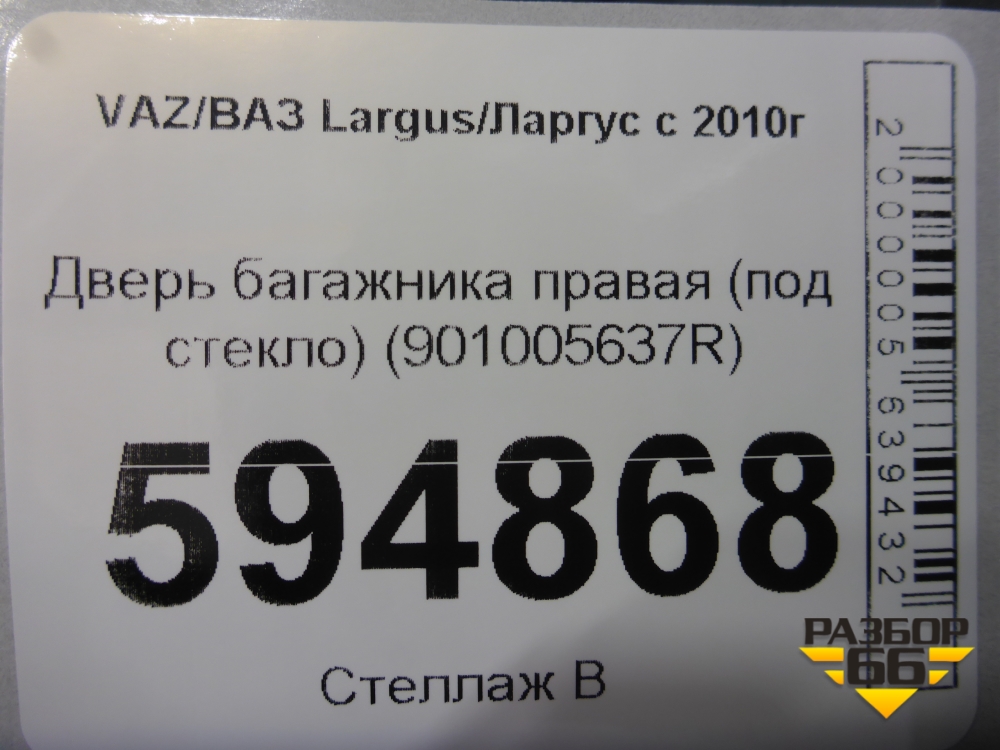 VAZ/ВАЗ Largus/Ларгус с 2010г
Дверь багажника правая (под
стекло) (901005637R)
594868
Стеллаж В
2000005639432
РАЗБОР
66